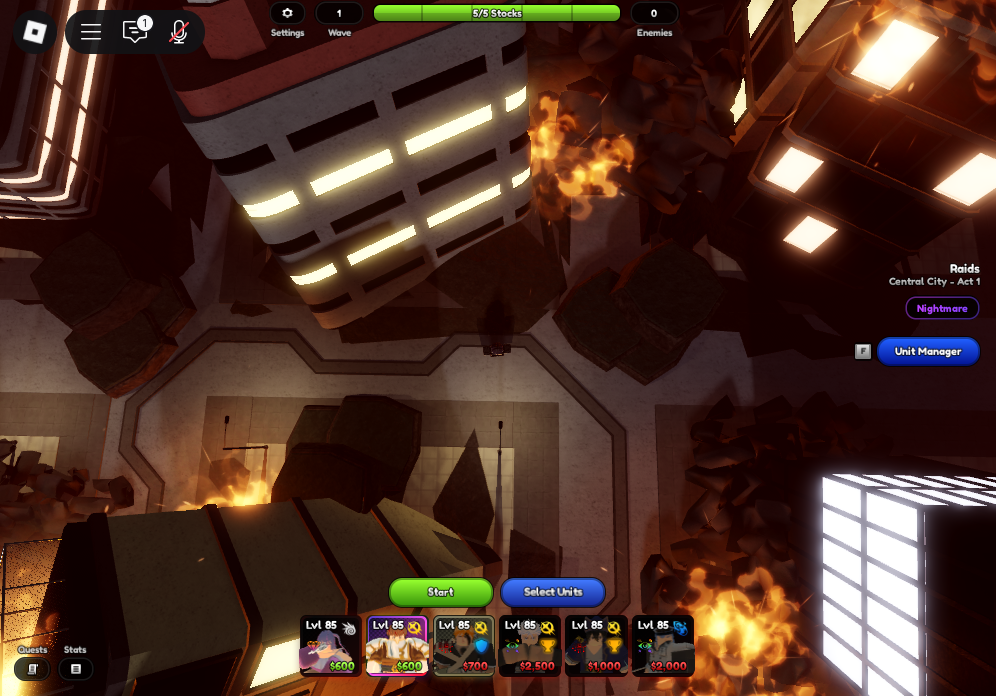 1
1
5/5 Stocks
0
Settings
Wave
Enemies
Raids
Central City - Act 1
Nightmare
F
Unit Manager
Start
Select Units
Lvl 85
Lvl 85
Lvl 85
Lvl 85
Lvl 85
Lvl 85
$600
$600
$700
$2,500
$1,000
$2,000
Quests
Stats